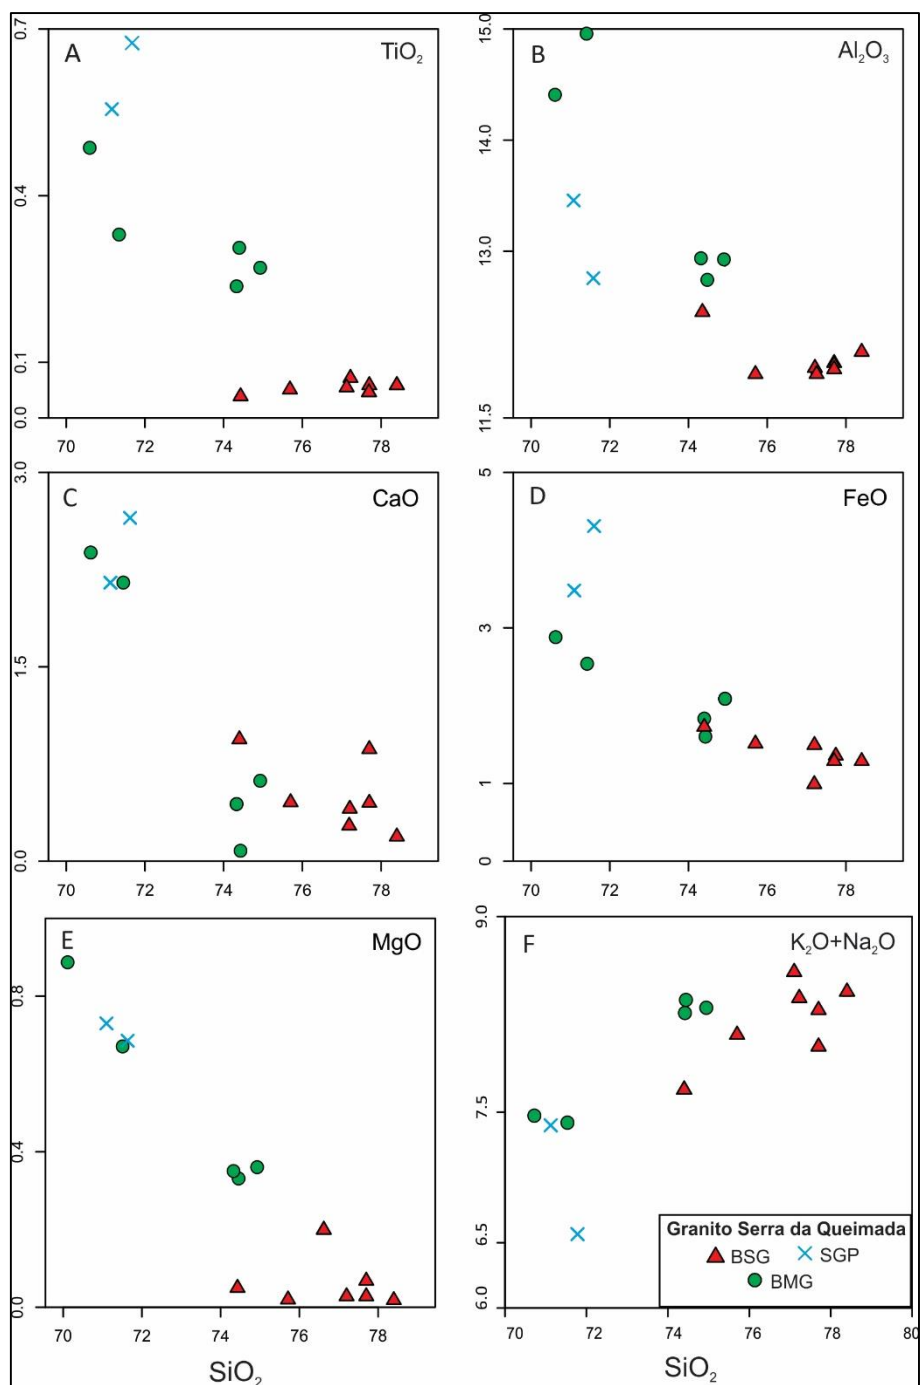 A TiO₂
0.7
0.4
0.1
0.0
70 72 74 76 78
B Al₂O₃
15.0
14.0
13.0
11.5
70 72 74 76 78
C CaO
3.0
1.5
0.0
70 72 74 76 78
D FeO
5
3
1
0
70 72 74 76 78
E MgO
0.8
0.4
0.0
70 72 74 76 78
SiO₂
F K₂O+Na₂O
9.0
7.5
6.5
6.0
Granito Serra da Queimada
BSG SGP
BMG
70 72 74 76 78 80
SiO₂